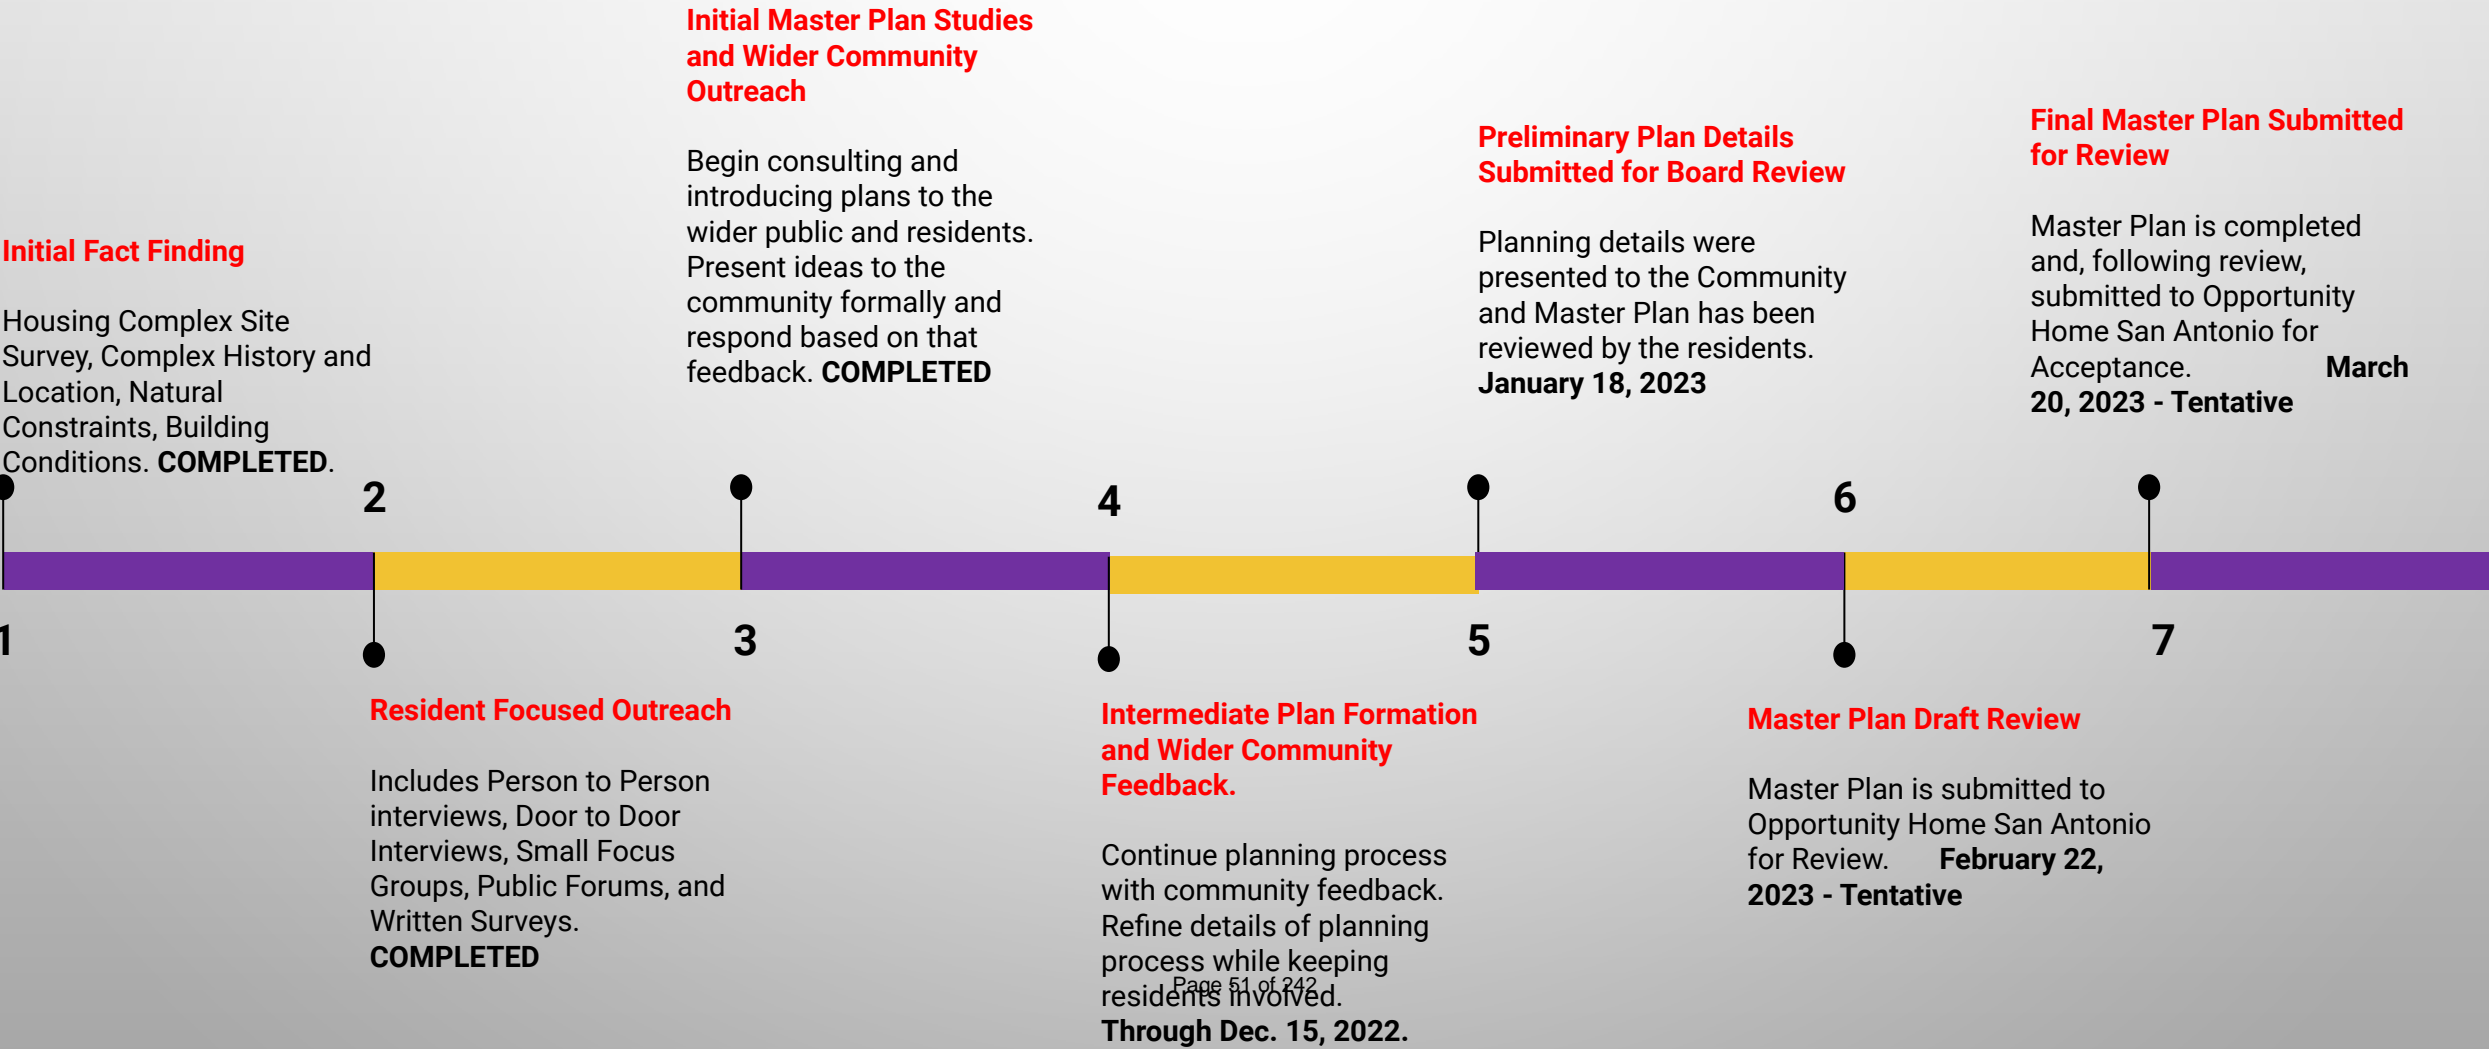 Initial Fact Finding
Housing Complex Site
Survey, Complex History and
Location, Natural
Constraints, Building
Conditions. COMPLETED.
1
2
Resident Focused Outreach
Includes Person to Person
interviews, Door to Door
Interviews, Small Focus
Groups, Public Forums, and
Written Surveys.
COMPLETED
Initial Master Plan Studies
and Wider Community
Outreach
Begin consulting and
introducing plans to the
wider public and residents.
Present ideas to the
community formally and
respond based on that
feedback. COMPLETED
3
4
Intermediate Plan Formation
and Wider Community
Feedback.
Continue planning process
with community feedback.
Refine details of planning
process while keeping
residents involved.
Through Dec. 15, 2022.
Page 51 of 242
Preliminary Plan Details
Submitted for Board Review
Planning details were
presented to the Community
and Master Plan has been
reviewed by the residents.
January 18, 2023
5
6
Master Plan Draft Review
Master Plan is submitted to
Opportunity Home San Antonio
for Review. February 22,
2023 - Tentative
Final Master Plan Submitted
for Review
Master Plan is completed
and, following review,
submitted to Opportunity
Home San Antonio for
Acceptance. March
20, 2023 - Tentative
7